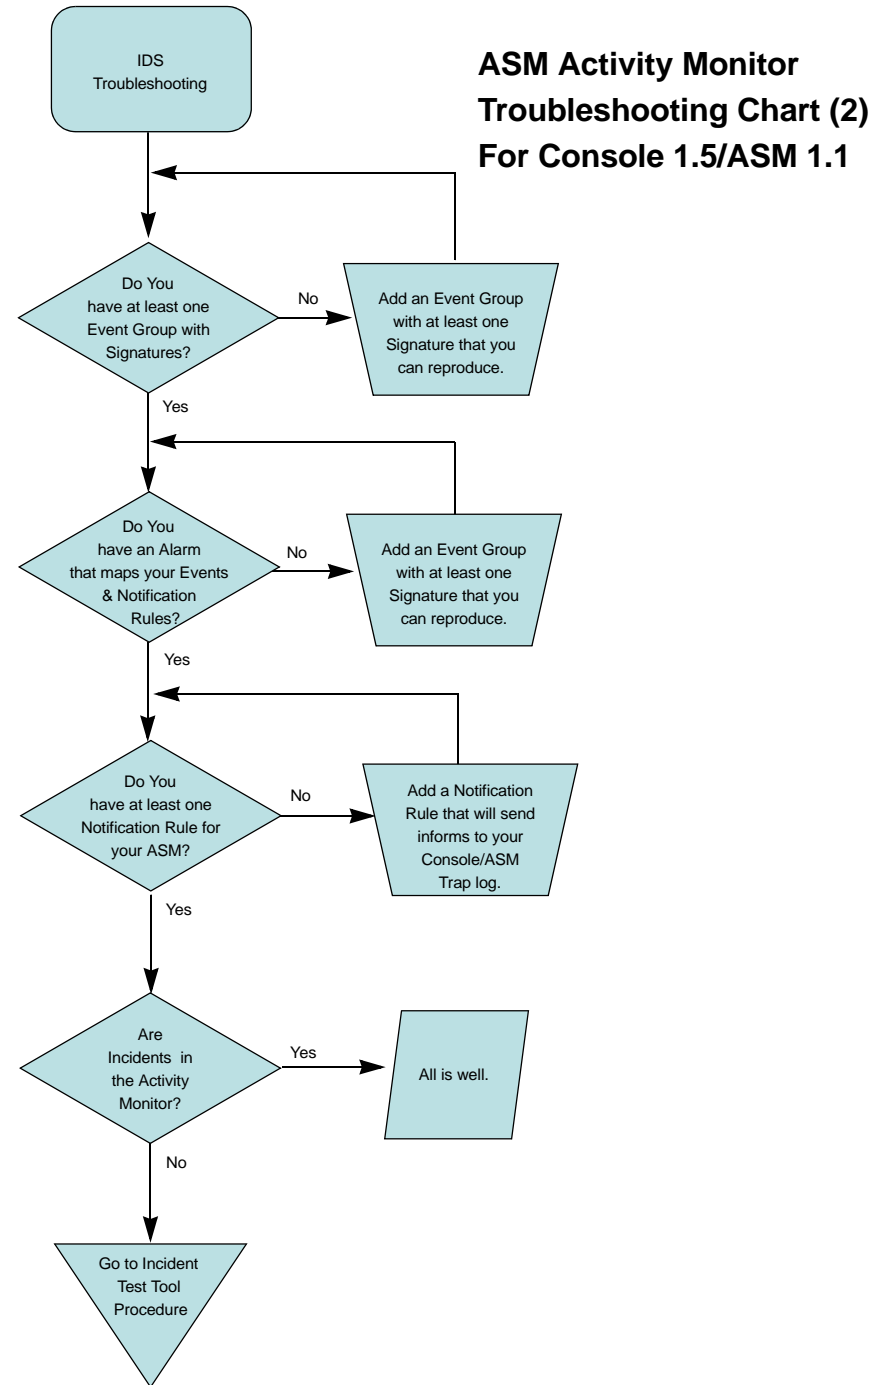 IDS
Troubleshooting
ASM Activity Monitor
Troubleshooting Chart (2)
For Console 1.5/ASM 1.1
Do You
have at least one
Event Group with
Signatures?
No
Add an Event Group
with at least one
Signature that you
can reproduce.
Yes
Do You
have an Alarm
that maps your Events
& Notification
Rules?
No
Add an Event Group
with at least one
Signature that you
can reproduce.
Yes
Do You
have at least one
Notification Rule for
your ASM?
No
Add a Notification
Rule that will send
informs to your
Console/ASM
Trap log.
Yes
Are
Incidents in
the Activity
Monitor?
Yes
All is well.
No
Go to Incident
Test Tool
Procedure